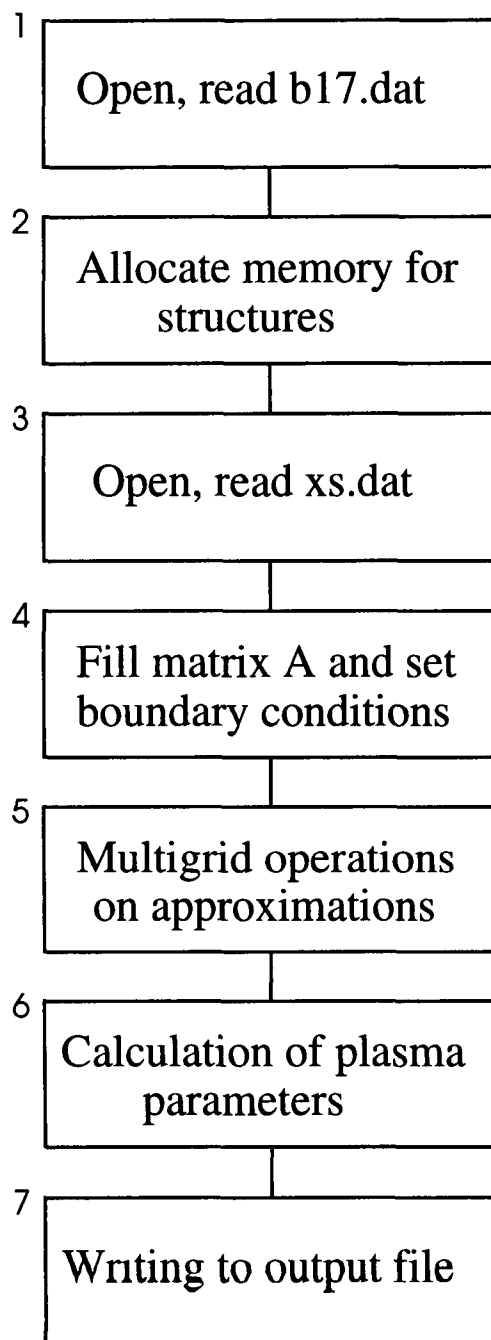 1
Open, read b17.dat
2
Allocate memory for
structures
3
Open, read xs.dat
4
Fill matrix A and set
boundary conditions
5
Multigrid operations
on approximations
6
Calculation of plasma
parameters
7
Writing to output file